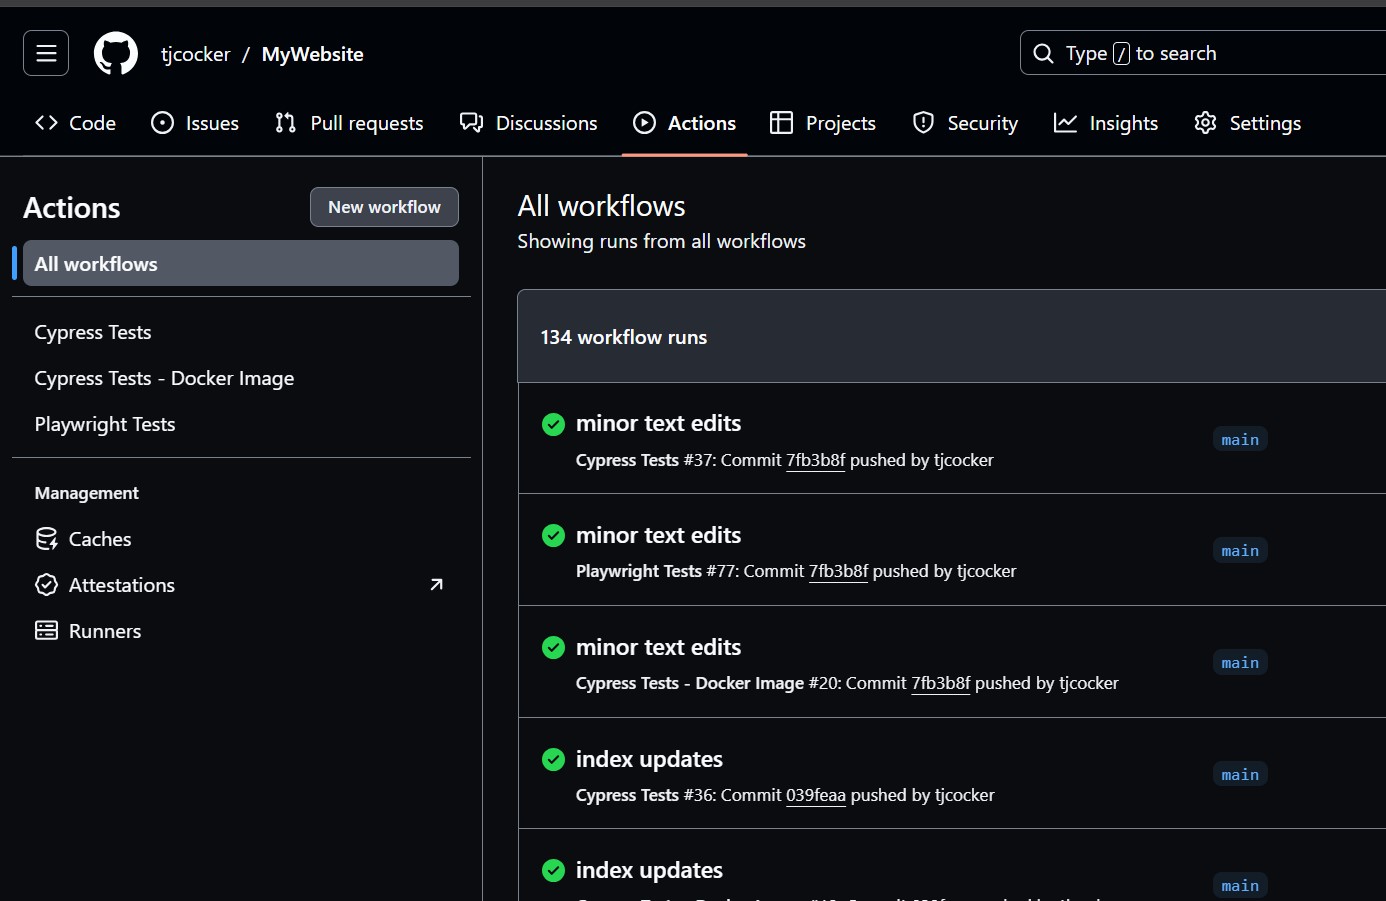 tjcocker / MyWebsite
Type / to search
Code
Issues
Pull requests
Discussions
Actions
Projects
Security
Insights
Settings
Actions
New workflow
All workflows
Cypress Tests
Cypress Tests - Docker Image
Playwright Tests
Management
Caches
Attestations
Runners
All workflows
Showing runs from all workflows
134 workflow runs
minor text edits
main
Cypress Tests #37: Commit 7fb3b8f pushed by tjcocker
minor text edits
main
Playwright Tests #77: Commit 7fb3b8f pushed by tjcocker
minor text edits
main
Cypress Tests - Docker Image #20: Commit 7fb3b8f pushed by tjcocker
index updates
main
Cypress Tests #36: Commit 039feaa pushed by tjcocker
index updates
main